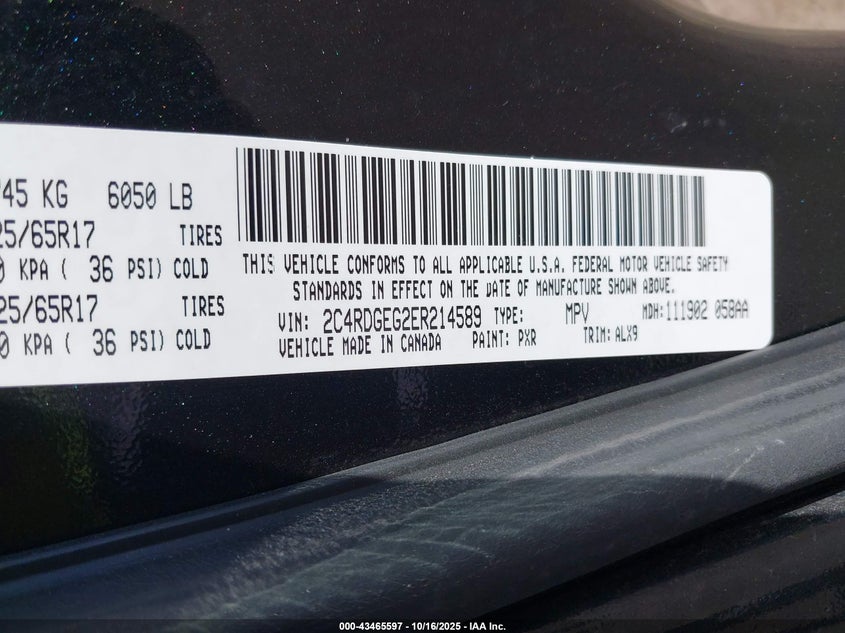 745 KG 6050 LB
25/65R17 TIRES
0 KPA ( 36 PSI) COLD
25/65R17 TIRES
0 KPA ( 36 PSI) COLD
THIS VEHICLE CONFORMS TO ALL APPLICABLE U.S.A. FEDERAL MOTOR VEHICLE SAFETY
STANDARDS IN EFFECT ON THE DATE OF MANUFACTURE SHOWN ABOVE.
VIN: 2C4RDGEG2ER214589 TYPE: MPV MDH: 111902 058AA
VEHICLE MADE IN CANADA PAINT: PXR TRIM: ALX9
000-43465597 - 10/16/2025 - IAA Inc.